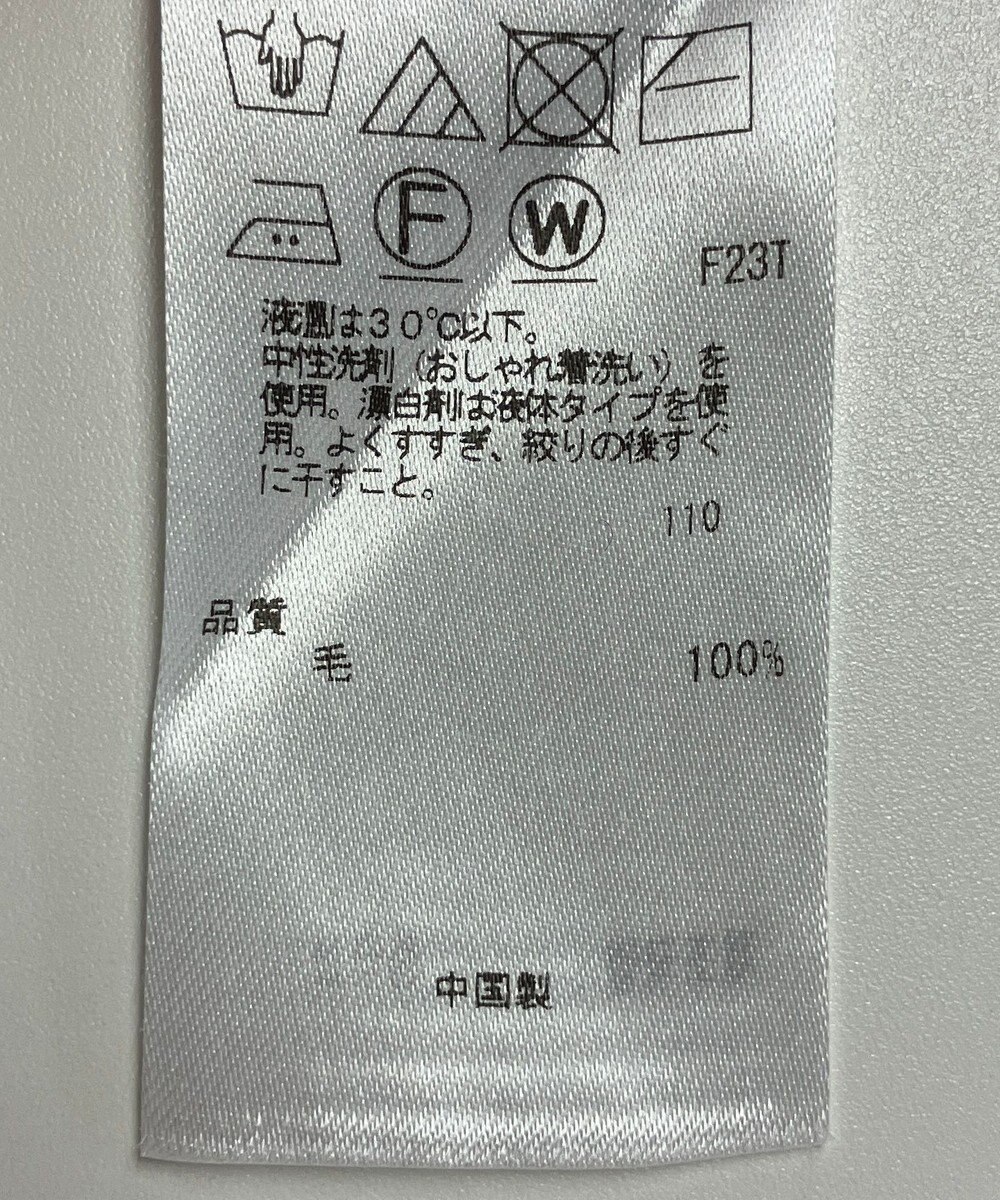 F
W
F23T
液温は30℃以下。
中性洗剤（おしゃれ着洗い）を
使用。漂白剤は液体タイプを使
用。よくすすぎ、絞りの後すぐ
に干すこと。
110
品質
毛 100%
中国製